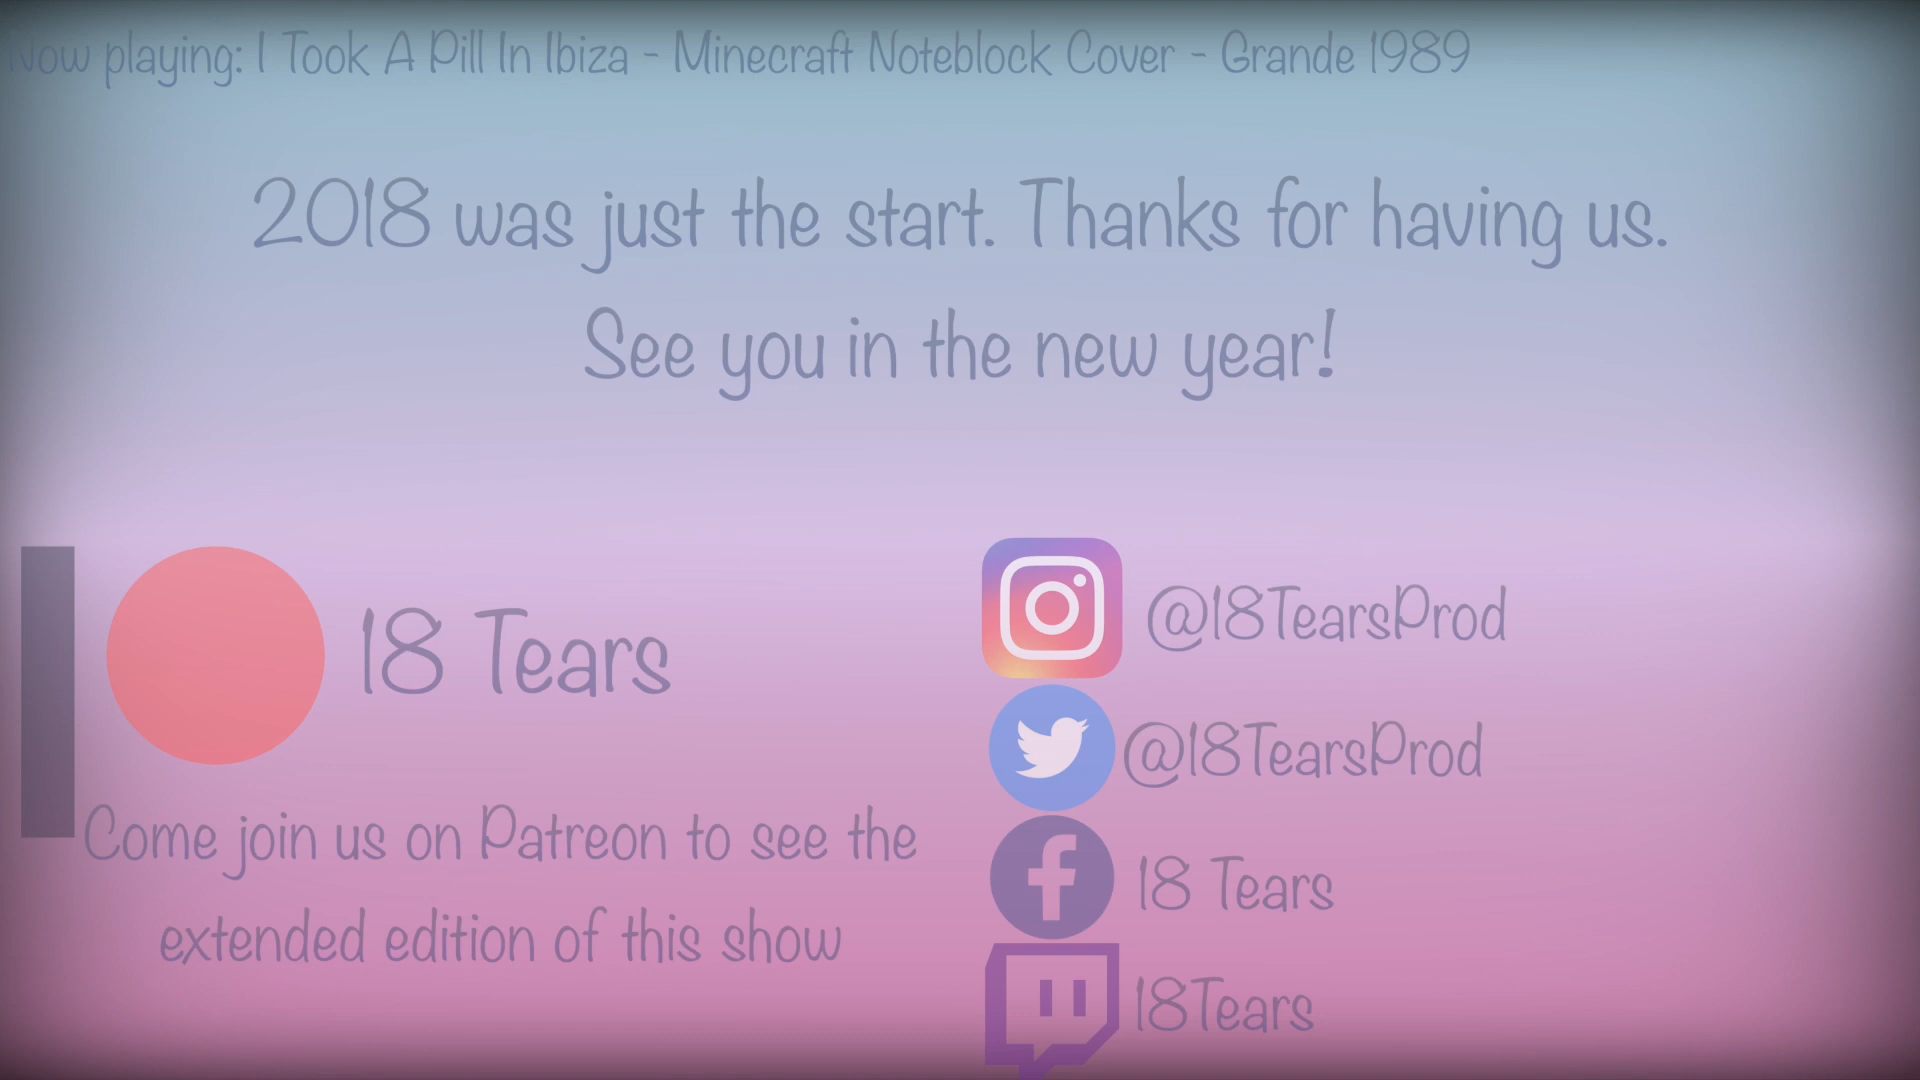 Now playing: I Took A Pill In Ibiza - Minecraft Noteblock Cover - Grande 1989
2018 was just the start. Thanks for having us.
See you in the new year!
18 Tears
Come join us on Patreon to see the
extended edition of this show
@18TearsProd
@18TearsProd
18 Tears
18Tears